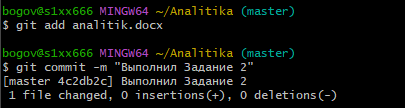 bogov@s1xx666 MINGW64 ~/Analitika (master)
$ git add analitik.docx
bogov@s1xx666 MINGW64 ~/Analitika (master)
$ git commit -m "Выполнил Задание 2"
[master 4c2db2c] Выполнил Задание 2
1 file changed, 0 insertions(+), 0 deletions(-)